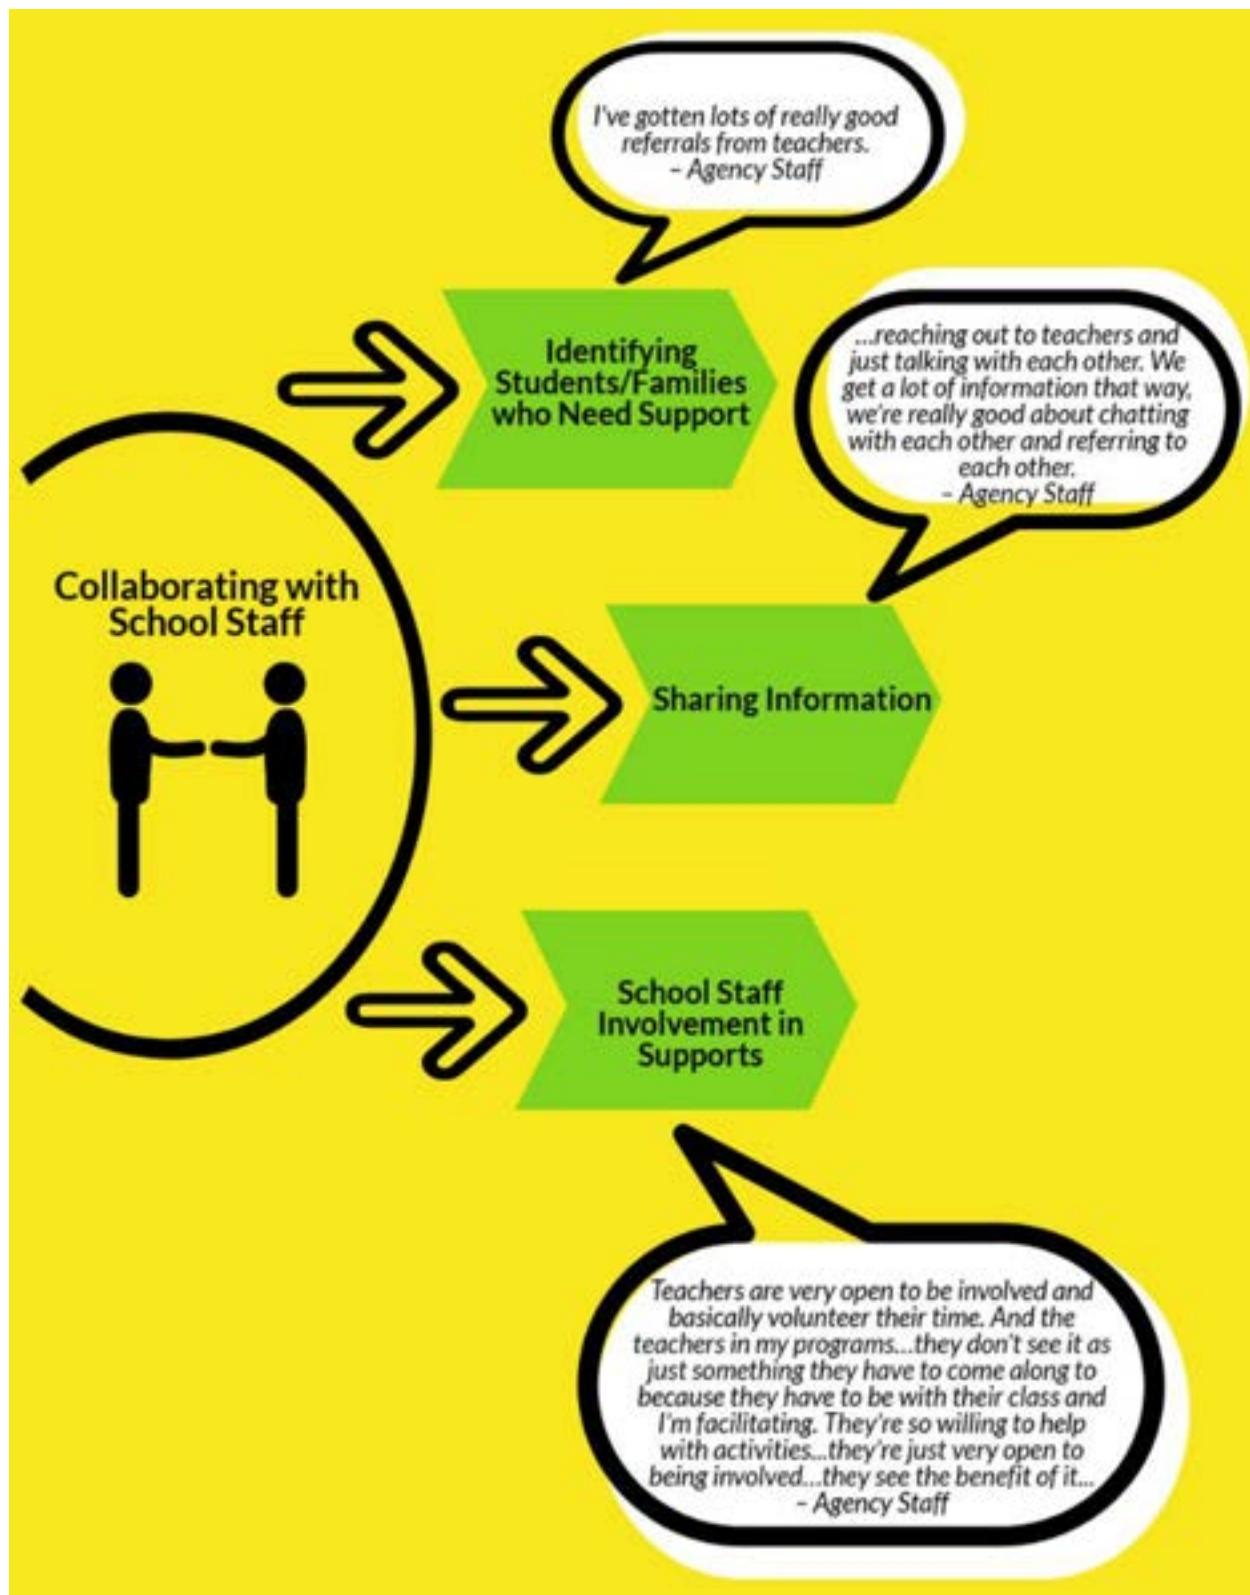 I've gotten lots of really good
referrals from teachers.
– Agency Staff
Identifying
Students/Families
who Need Support
...reaching out to teachers and
just talking with each other. We
get a lot of information that way,
we're really good about chatting
with each other and referring to
each other.
– Agency Staff
Collaborating with
School Staff
Sharing Information
School Staff
Involvement in
Supports
Teachers are very open to be involved and
basically volunteer their time. And the
teachers in my programs...they don't see it as
just something they have to come along to
because they have to be with their class and
I'm facilitating. They're so willing to help
with activities...they're just very open to
being involved...they see the benefit of it...
– Agency Staff